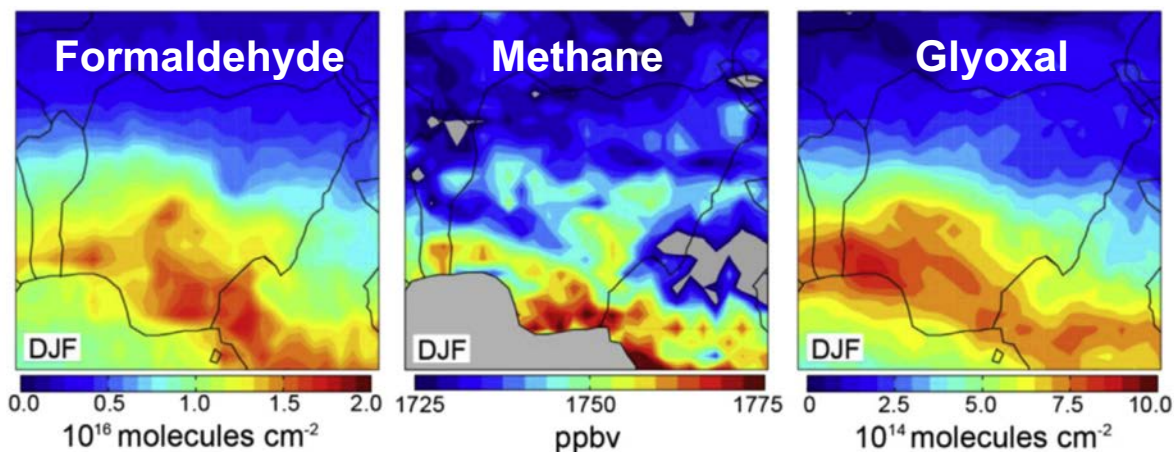 Formaldehyde Methane Glyoxal
DJF DJF
0.0 0.5 1.0 1.5 2.0 1725 1750 1775 0 2.5 5.0 7.5 10.0
10¹⁶ molecules cm⁻² ppbv 10¹⁴ molecules cm⁻²